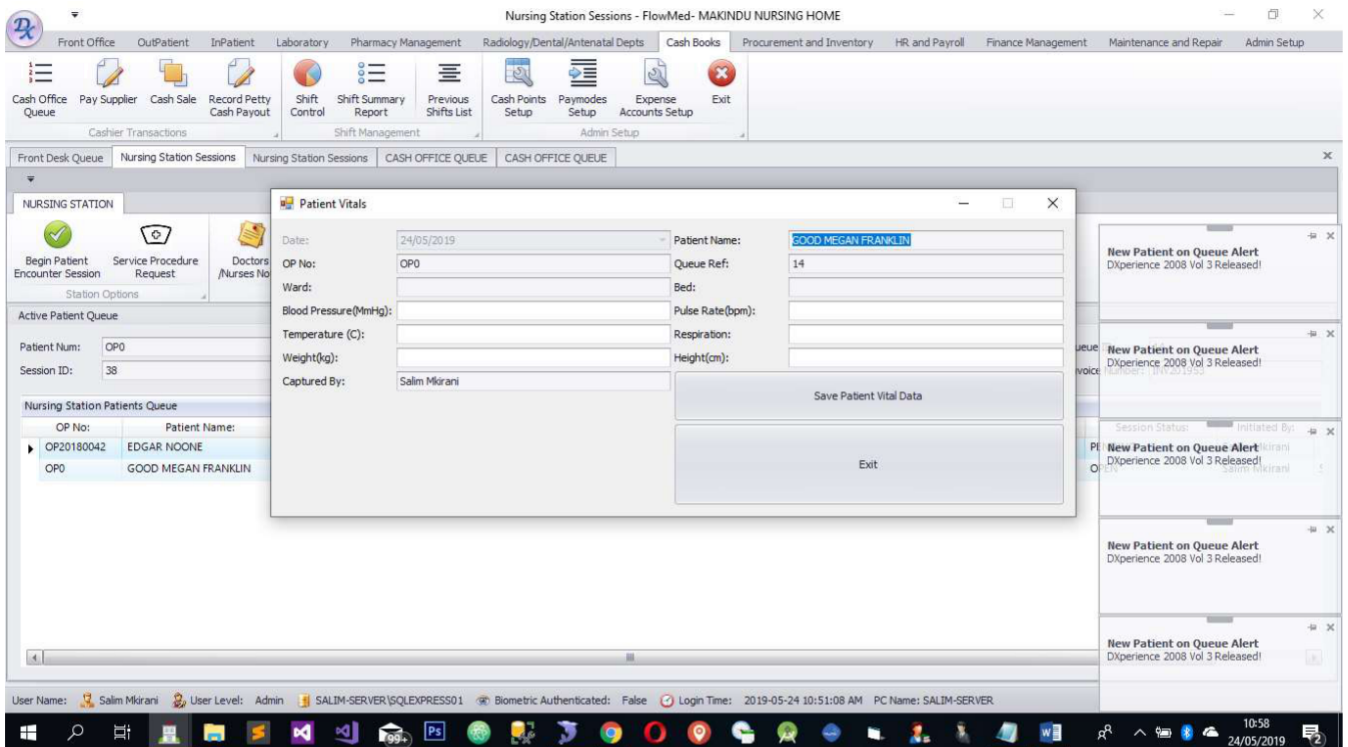 Nursing Station Sessions - FlowMed- MAKINDU NURSING HOME
Front Office OutPatient InPatient Laboratory Pharmacy Management Radiology/Dental/Antenatal Depts Cash Books Procurement and Inventory HR and Payroll Finance Management Maintenance and Repair Admin Setup
Cash Office Queue
Pay Supplier
Cash Sale
Record Petty Cash Payout
Shift Control
Shift Summary Report
Previous Shifts List
Cash Points Setup
Paymodes Setup
Expense Accounts Setup
Exit
Cashier Transactions Shift Management Admin Setup
Front Desk Queue Nursing Station Sessions Nursing Station Sessions CASH OFFICE QUEUE CASH OFFICE QUEUE
NURSING STATION
Begin Patient Encounter Session
Service Procedure Request
Doctors /Nurses No
Station Options
Active Patient Queue
Patient Num: OP0
Session ID: 38
Nursing Station Patients Queue
OP No: Patient Name: Session Status: Initiated By:
OP20180042 EDGAR NOONE
OP0 GOOD MEGAN FRANKLIN
Patient Vitals
Date: 24/05/2019 Patient Name: GOOD MEGAN FRANKLIN
OP No: OP0 Queue Ref: 14
Ward: Bed:
Blood Pressure(MmHg): Pulse Rate(bpm):
Temperature (C): Respiration:
Weight(kg): Height(cm):
Captured By: Salim Mkirani
Save Patient Vital Data
Exit
New Patient on Queue Alert
DXperience 2008 Vol 3 Released!
New Patient on Queue Alert
DXperience 2008 Vol 3 Released!
New Patient on Queue Alert
DXperience 2008 Vol 3 Released!
New Patient on Queue Alert
DXperience 2008 Vol 3 Released!
New Patient on Queue Alert
DXperience 2008 Vol 3 Released!
User Name: Salim Mkirani User Level: Admin SALIM-SERVER\SQLEXPRESS01 Biometric Authenticated: False Login Time: 2019-05-24 10:51:08 AM PC Name: SALIM-SERVER
99+
Ps
10:58
24/05/2019
2